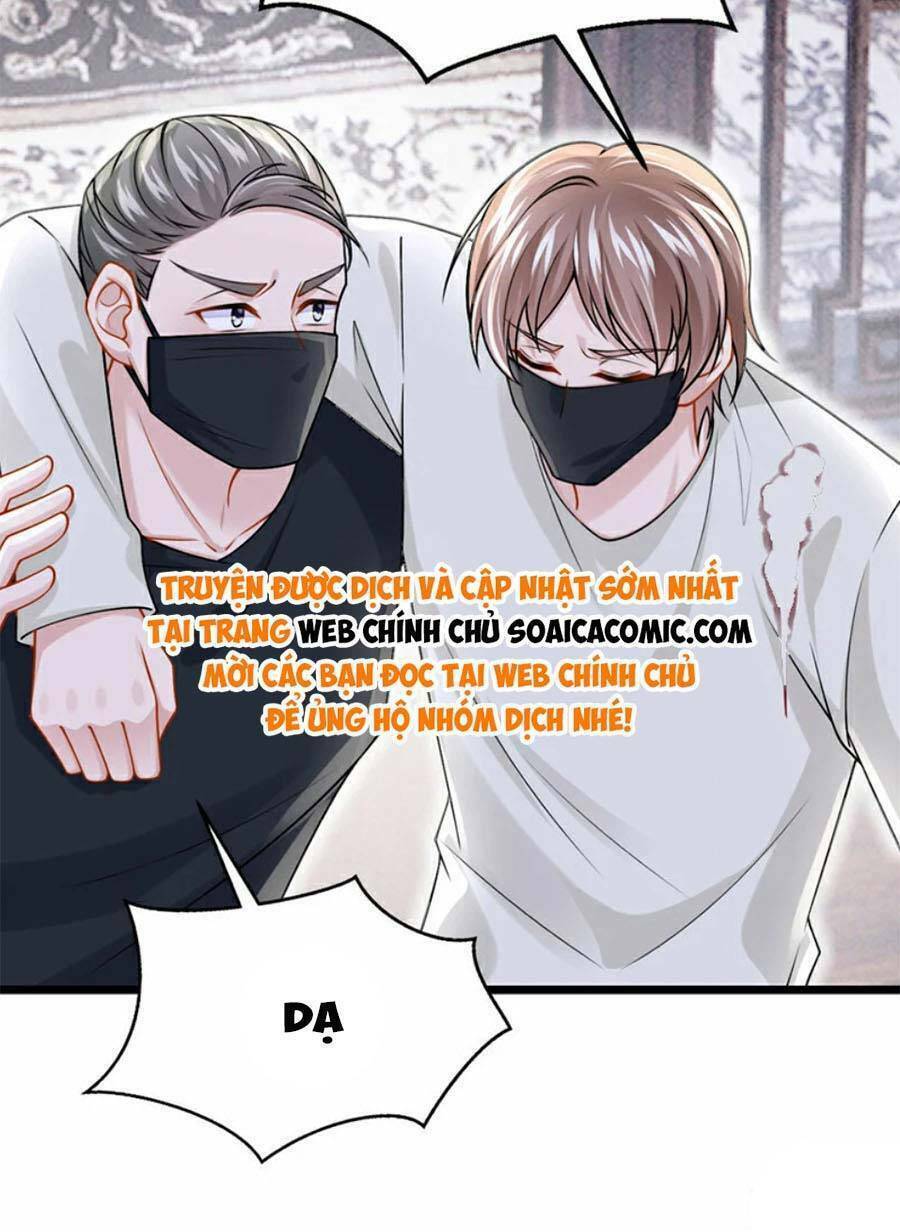 TRUYỆN ĐƯỢC DỊCH VÀ CẬP NHẬT SỚM NHẤT
TẠI TRANG WEB CHÍNH CHỦ SOAICACOMIC.COM
MỜI CÁC BẠN ĐỌC TẠI WEB CHÍNH CHỦ
ĐỂ ỦNG HỘ NHÓM DỊCH NHÉ!
DẠ